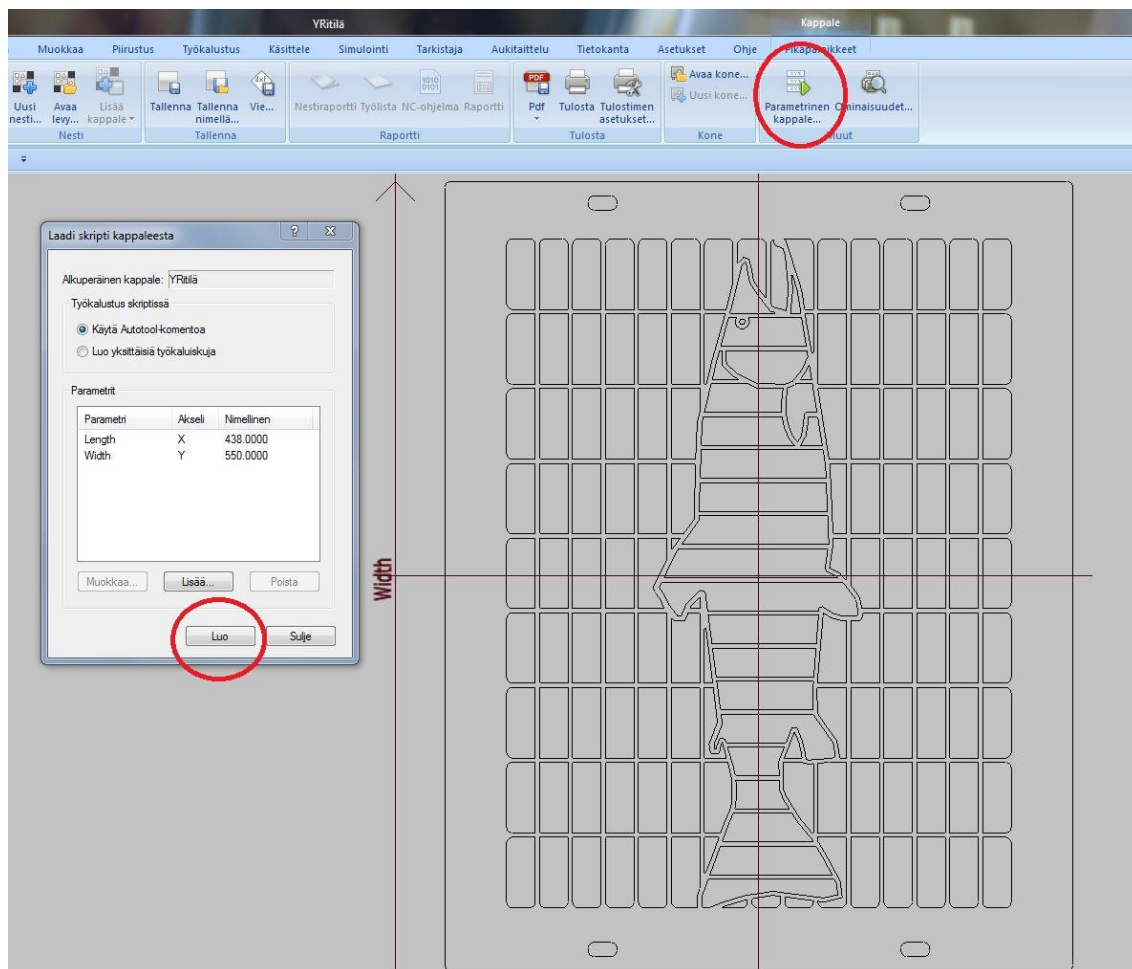 YRitilä
Kappale
Muokkaa Piirustus Työkalustus Käsittele Simulointi Tarkistaja Aukitaittelu Tietokanta Asetukset Ohje Pikapainikkeet
Uusi nesti...
Avaa levy...
Lisää kappale
Tallenna
Tallenna nimellä...
Vie...
Nestiraportti
Työlista
NC-ohjelma
Raportti
Pdf
Tulosta
Tulostimen asetukset...
Avaa kone...
Uusi kone...
Parametrinen kappale...
Ominaisuudet...
Nesti Tallenna Raportti Tulosta Kone Muut
Laadi skripti kappaleesta
Alkuperäinen kappale: YRitilä
Työkalustus skriptissä
Käytä Autotool-komentoa
Luo yksittäisiä työkaluiskuja
Parametrit
Parametri Akseli Nimellinen
Length X 438.0000
Width Y 550.0000
Muokkaa... Lisää... Poista
Luo Sulje
Width